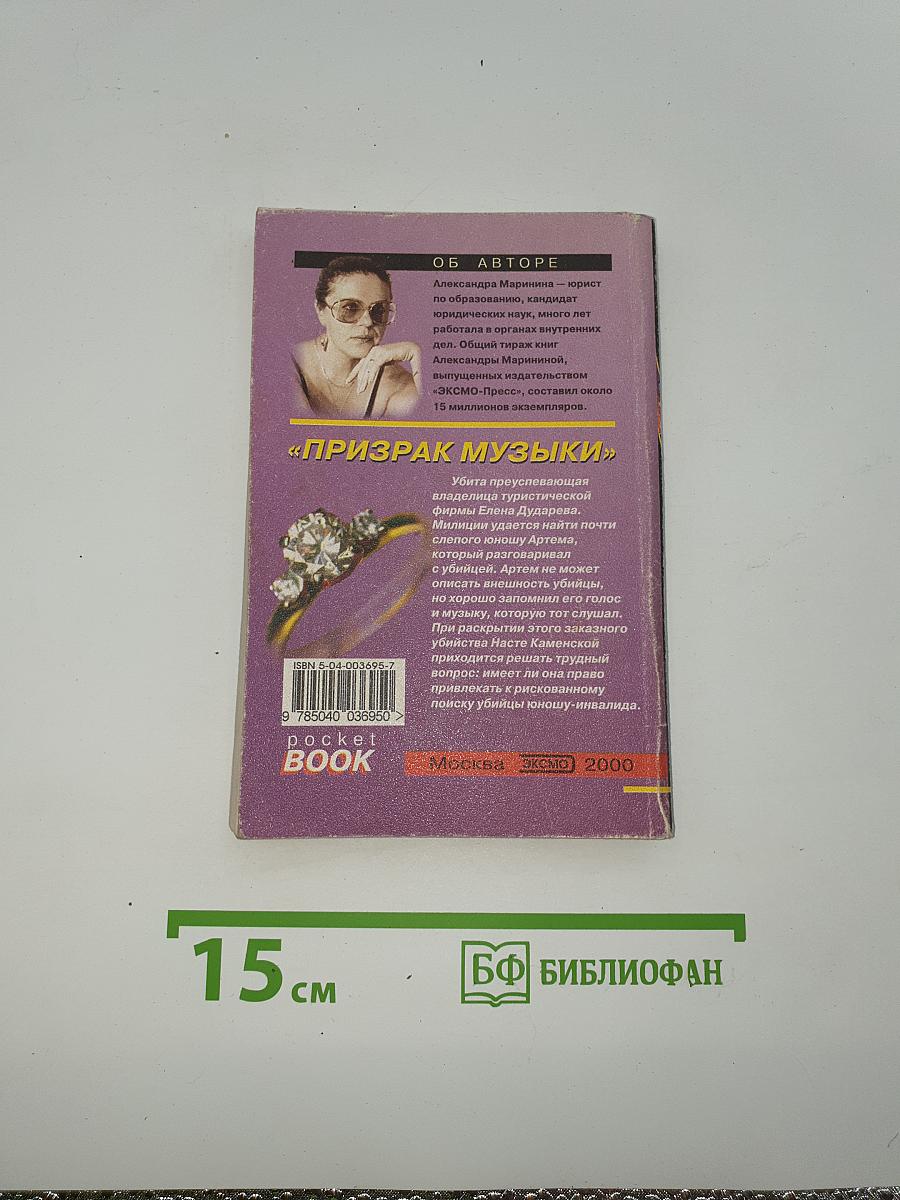 ОБ АВТОРЕ
Александра Маринина — юрист
по образованию, кандидат
юридических наук, много лет
работала в органах внутренних
дел. Общий тираж книг
Александры Марининой,
выпущенных издательством
«ЭКСМО-Пресс», составил около
15 миллионов экземпляров.
«ПРИЗРАК МУЗЫКИ»
Убита преуспевающая
владелица туристической
фирмы Елена Дударева.
Милиции удается найти почти
слепого юношу Артема,
который разговаривал
с убийцей. Артем не может
описать внешность убийцы,
но хорошо запомнил его голос
и музыку, которую тот слушал.
При раскрытии этого заказного
убийства Насте Каменской
приходится решать трудный
вопрос: имеет ли она право
привлекать к рискованному
поиску убийцы юношу-инвалида.
ISBN 5-04-003695-7
9 785040 036950 >
pocket
BOOK
Москва ЭКСМО 2000
15 см
БФ БИБЛИОФАН